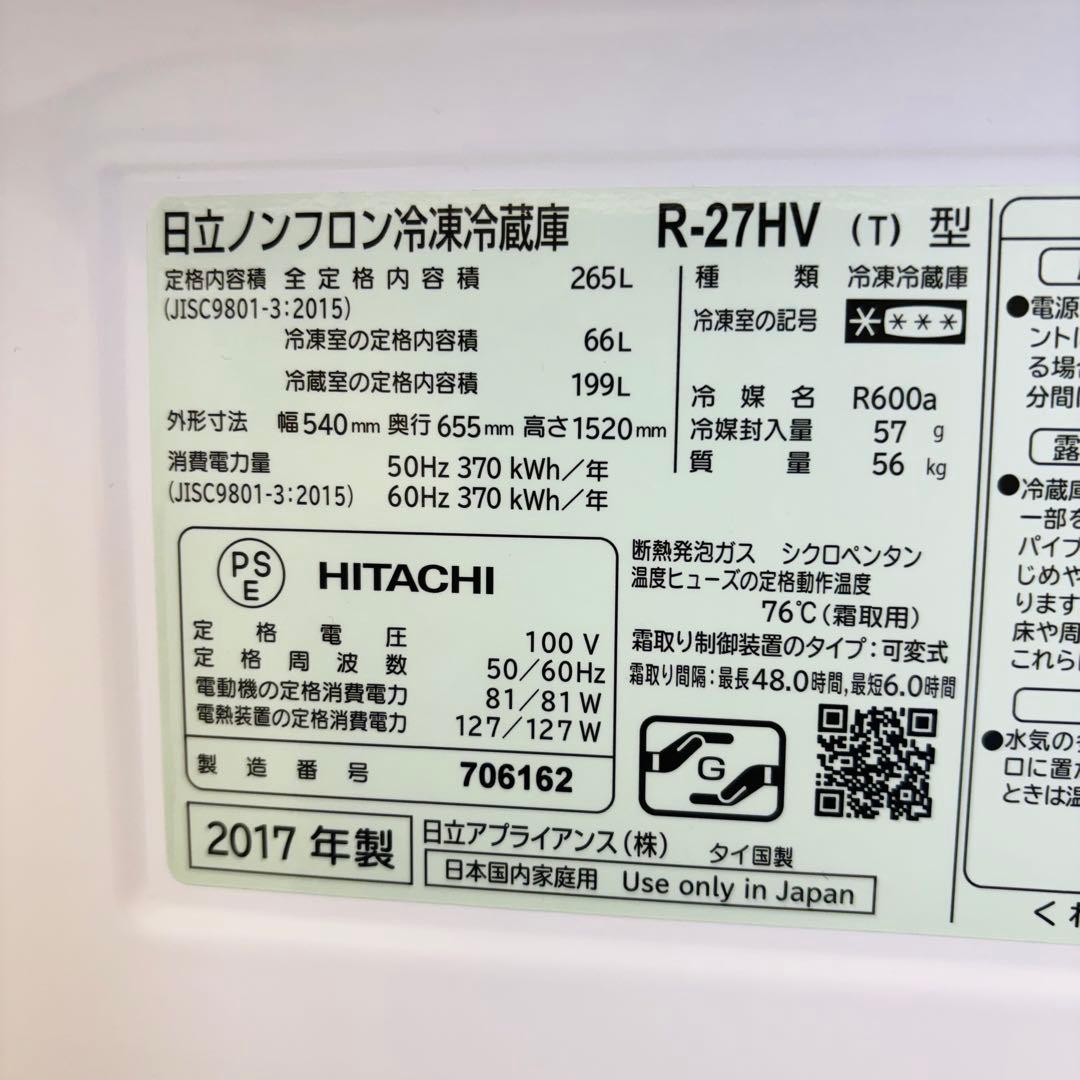 日立ノンフロン冷凍冷蔵庫 R-27HV (T) 型
定格内容積 全定格内容積 265L
(JISC9801-3:2015)
冷凍室の定格内容積 66L
冷蔵室の定格内容積 199L
外形寸法 幅540mm 奥行655mm 高さ1520mm
消費電力量 50Hz 370 kWh/年
(JISC9801-3:2015) 60Hz 370 kWh/年
種類 冷凍冷蔵庫
冷凍室の記号 ****
冷媒名 R600a
冷媒封入量 57 g
質量 56 kg
PSE HITACHI
定格電圧 100 V
定格周波数 50/60Hz
電動機の定格消費電力 81/81 W
電熱装置の定格消費電力 127/127 W
製造番号 706162
断熱発泡ガス シクロペンタン
温度ヒューズの定格動作温度
76℃(霜取用)
霜取り制御装置のタイプ:可変式
霜取り間隔:最長48.0時間,最短6.0時間
G
2017 年製
日立アプライアンス(株) タイ国製
日本国内家庭用 Use only in Japan
●電源
ントに
る場合
分間
露
●冷蔵庫
一部を
パイプ
じめや
ります
床や周
これら
●水気の
口に置
ときは温
くれ